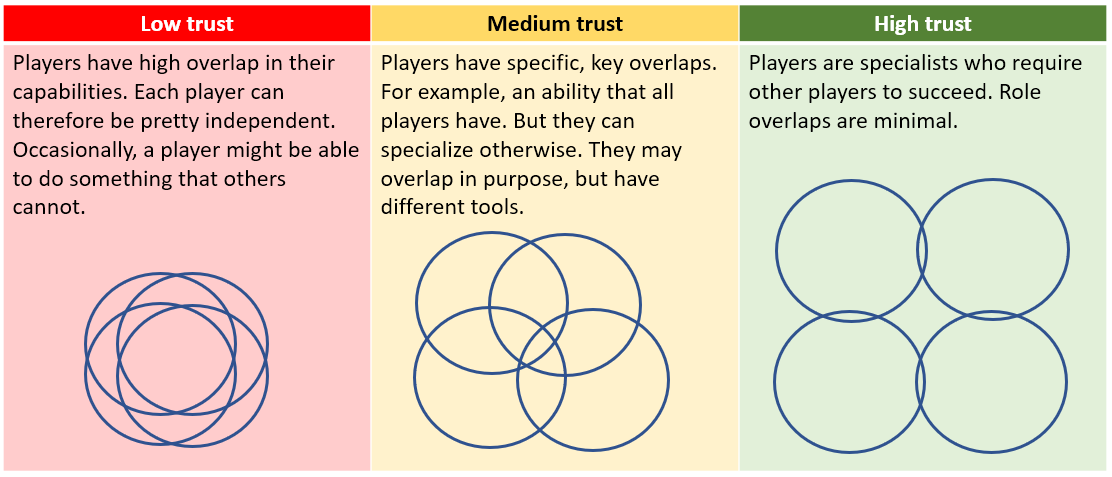 Low trust
Players have high overlap in their
capabilities. Each player can
therefore be pretty independent.
Occasionally, a player might be able
to do something that others
cannot.
Medium trust
Players have specific, key overlaps.
For example, an ability that all
players have. But they can
specialize otherwise. They may
overlap in purpose, but have
different tools.
High trust
Players are specialists who require
other players to succeed. Role
overlaps are minimal.